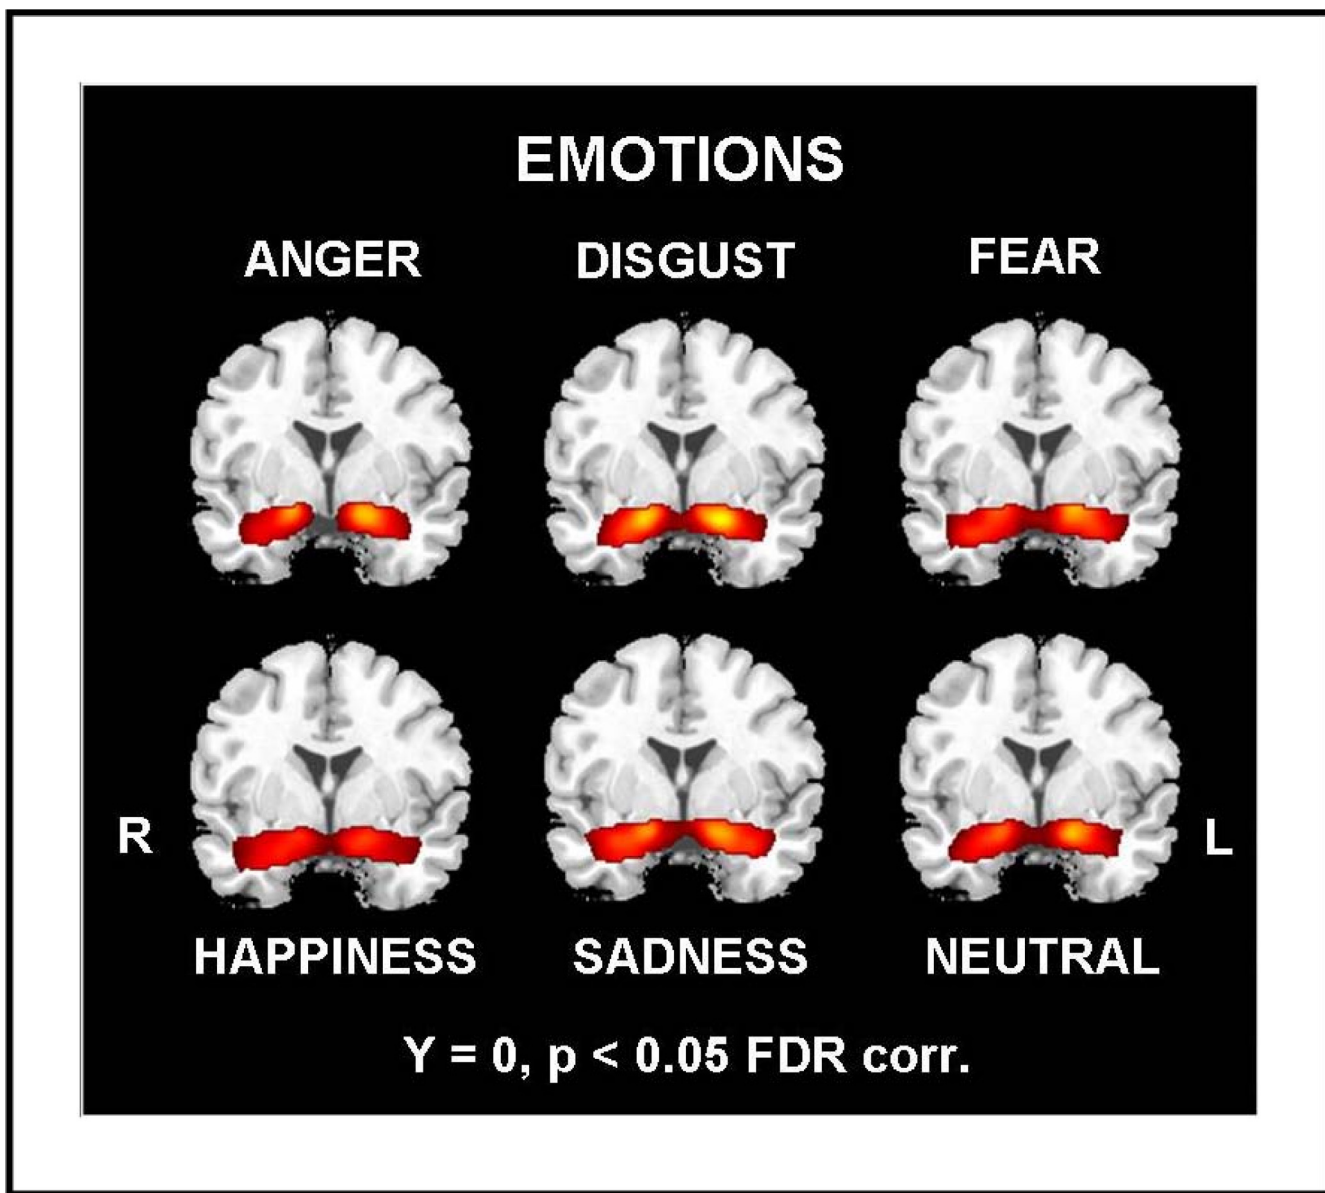 EMOTIONS
ANGER DISGUST FEAR
R L
HAPPINESS SADNESS NEUTRAL
Y = 0, p < 0.05 FDR corr.